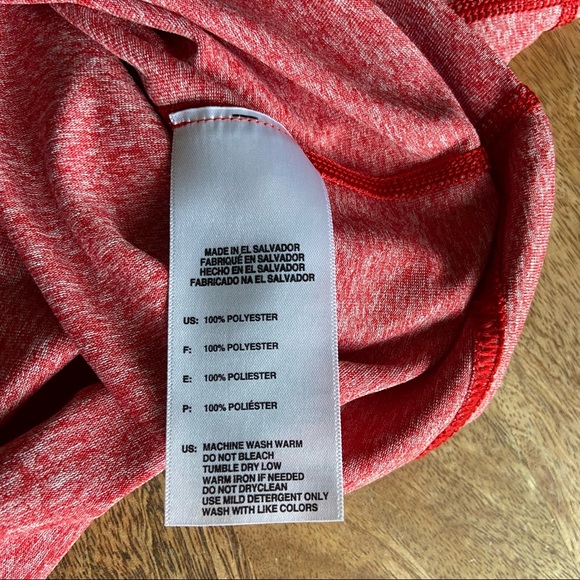 MADE IN EL SALVADOR
FABRIQUÉ EN EL SALVADOR
HECHO EN EL SALVADOR
FABRICADO NA EL SALVADOR
US: 100% POLYESTER
F: 100% POLYESTER
E: 100% POLYESTER
P: 100% POLIÉSTER
US: MACHINE WASH WARM
DO NOT BLEACH
TUMBLE DRY LOW
WARM IRON IF NEEDED
DO NOT DRYCLEAN
USE MILD DETERGENT ONLY
WASH WITH LIKE COLORS